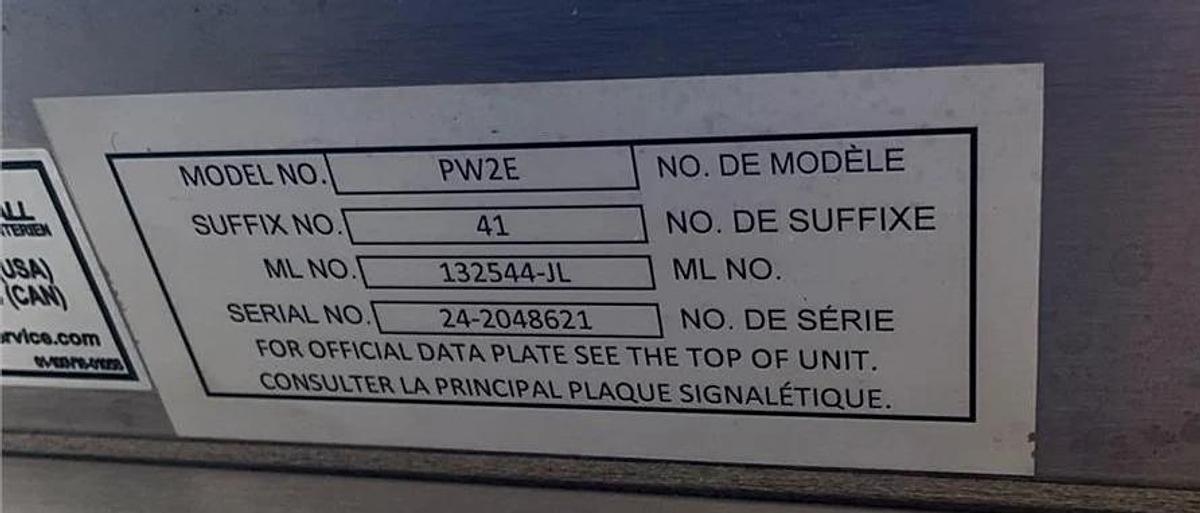 MODEL NO. PW2E NO. DE MODÈLE
SUFFIX NO. 41 NO. DE SUFFIXE
ML NO. 132544-JL ML NO.
SERIAL NO. 24-2048621 NO. DE SÉRIE
FOR OFFICIAL DATA PLATE SEE THE TOP OF UNIT.
CONSULTER LA PRINCIPAL PLAQUE SIGNALÉTIQUE.
USA)
(CAN)
rvice.com